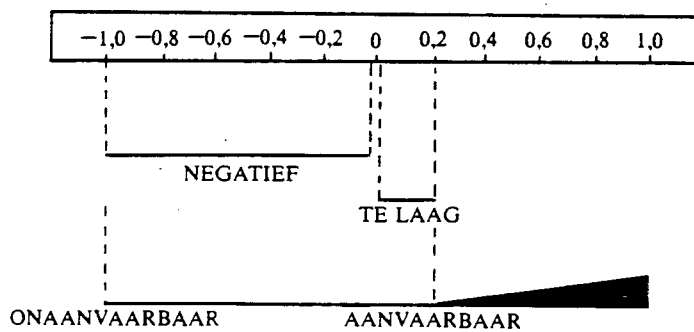 −1,0 −0,8 −0,6 −0,4 −0,2 0 0,2 0,4 0,6 0,8 1,0
NEGATIEF
TE LAAG
ONAANVAARBAAR AANVAARBAAR